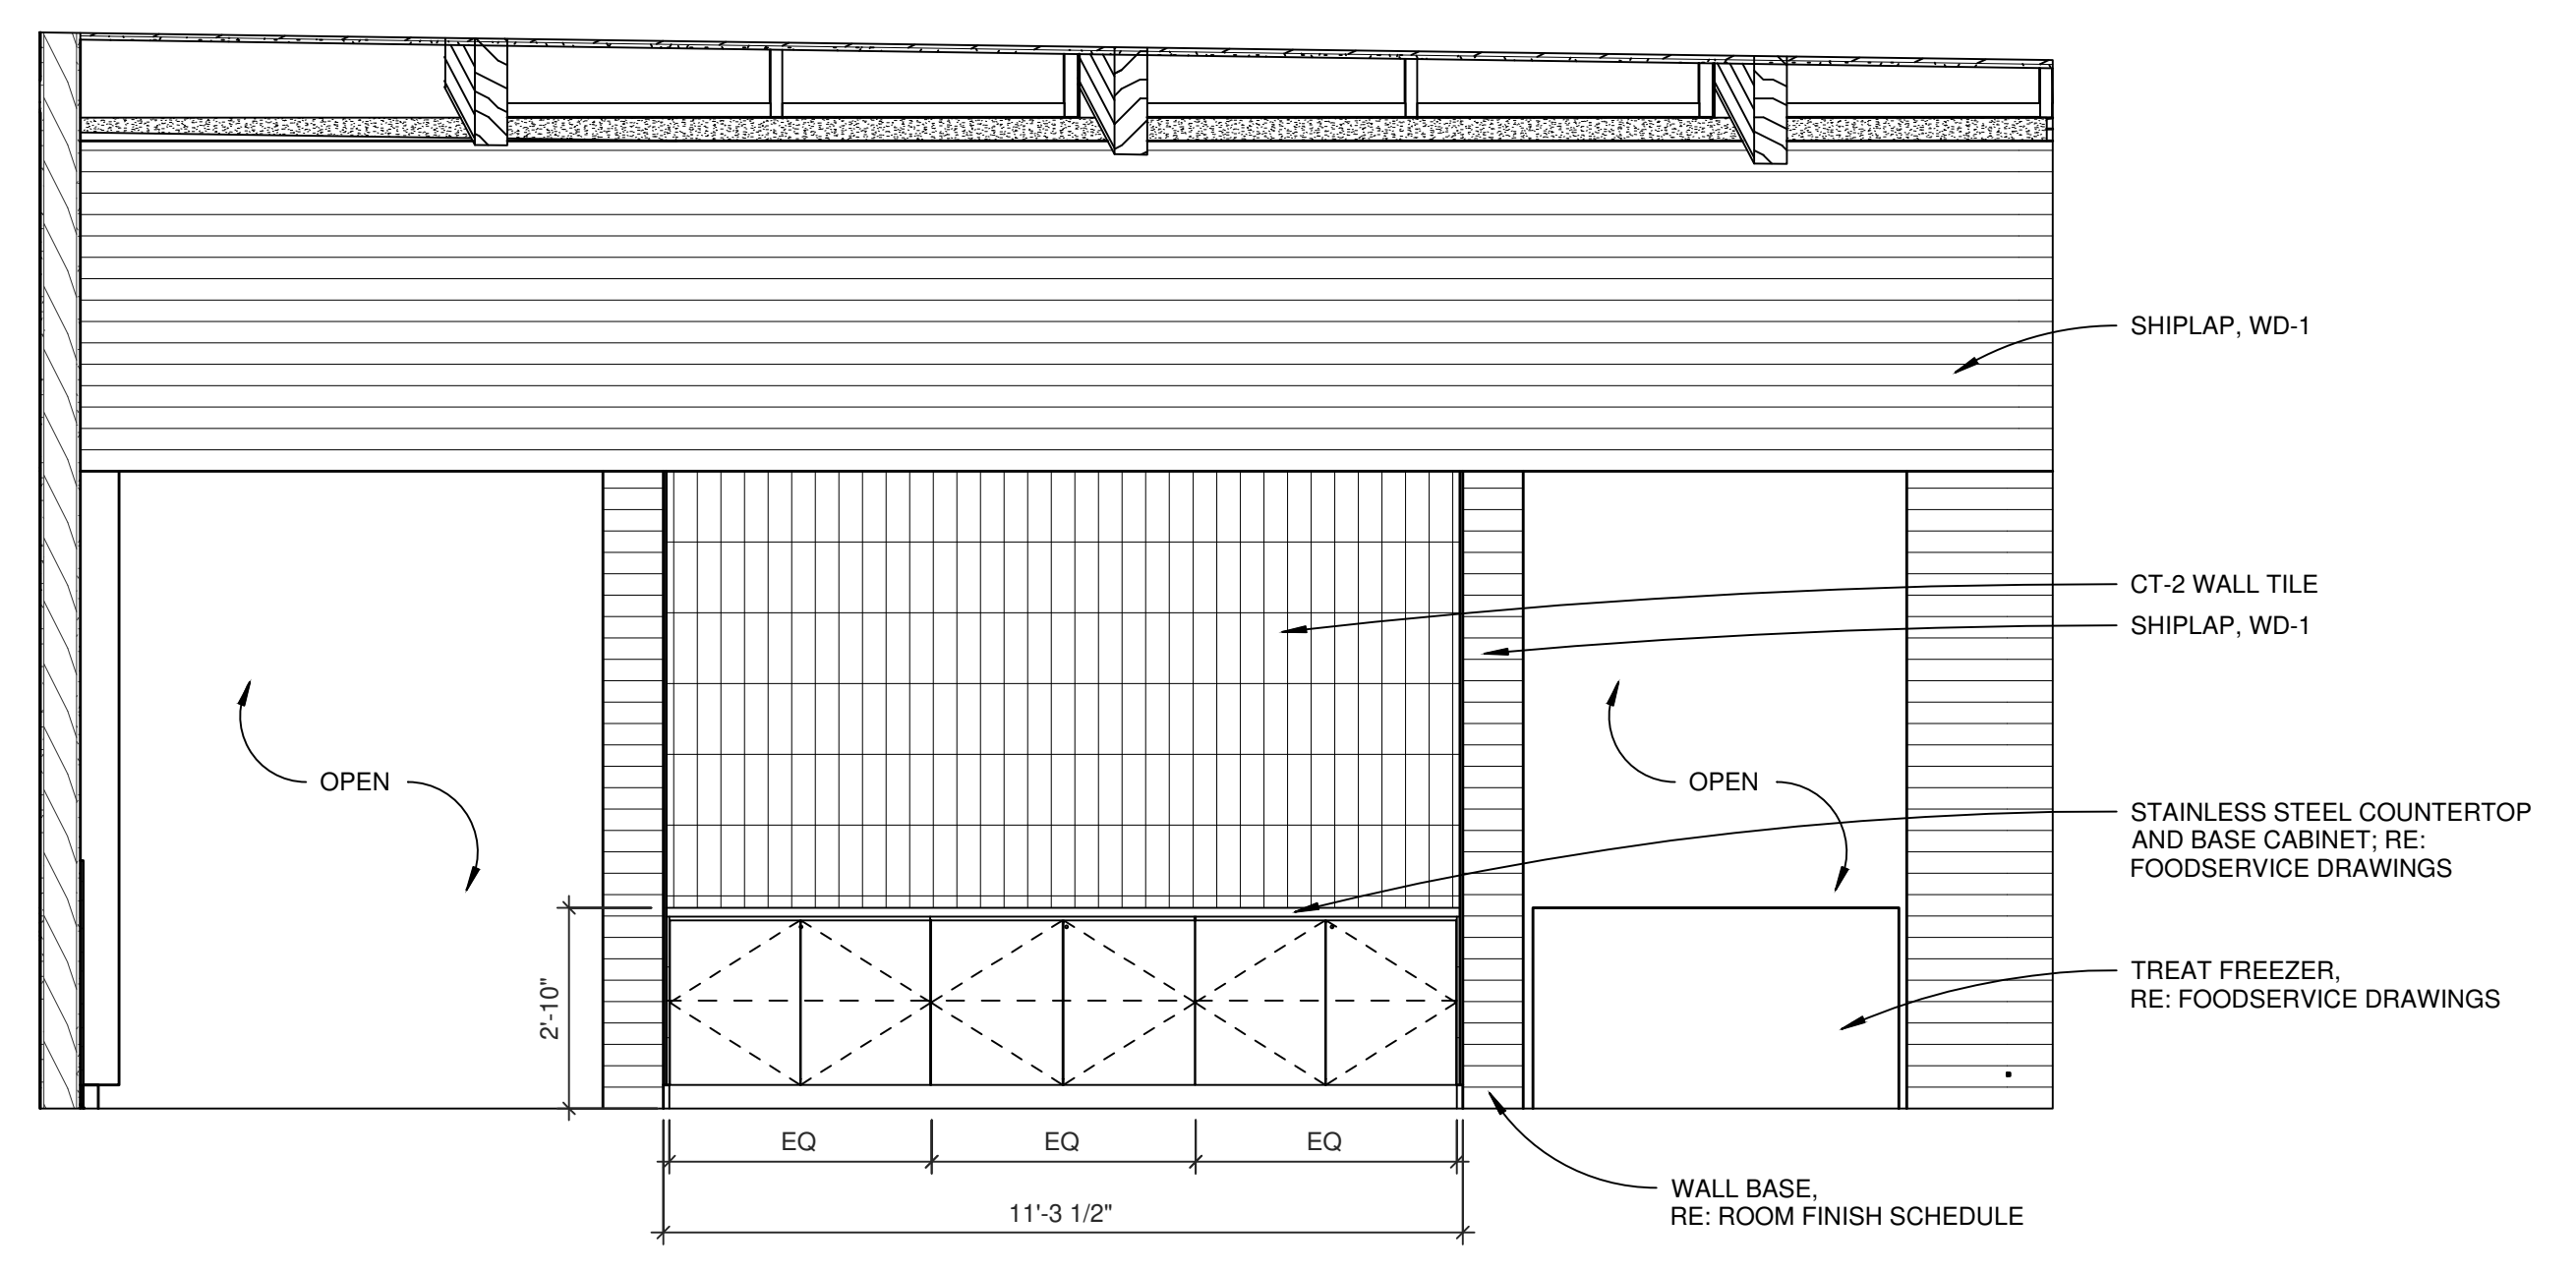 SHIPLAP, WD-1
CT-2 WALL TILE
SHIPLAP, WD-1
OPEN
OPEN
STAINLESS STEEL COUNTERTOP
AND BASE CABINET; RE:
FOODSERVICE DRAWINGS
TREAT FREEZER,
RE: FOODSERVICE DRAWINGS
2'-10"
EQ
EQ
EQ
11'-3 1/2"
WALL BASE,
RE: ROOM FINISH SCHEDULE